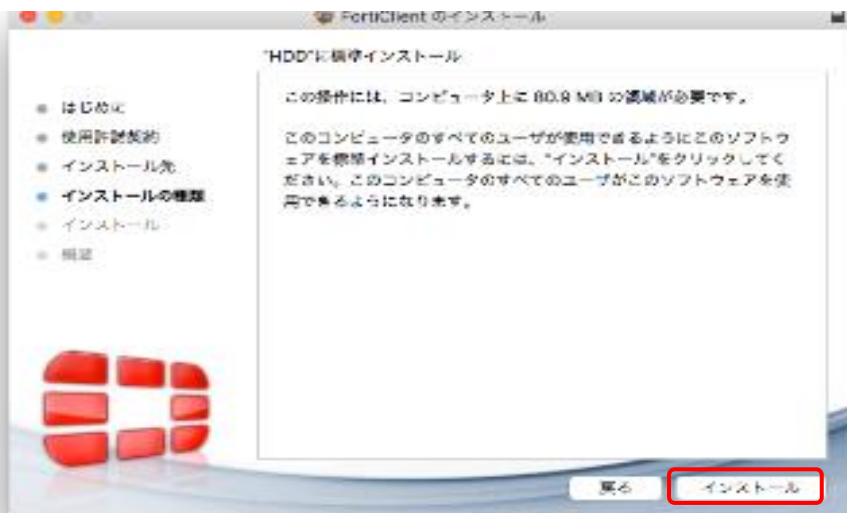 FortiClient のインストール
"HDD"に標準インストール
はじめに
使用許諾契約
インストール先
インストールの種類
インストール
概要
この操作には、コンピュータ上に 80.9 MB の領域が必要です。
このコンピュータのすべてのユーザが使用できるようにこのソフトウ
ェアを標準インストールするには、"インストール"をクリックしてく
ださい。このコンピュータのすべてのユーザがこのソフトウェアを使
用できるようになります。
戻る
インストール